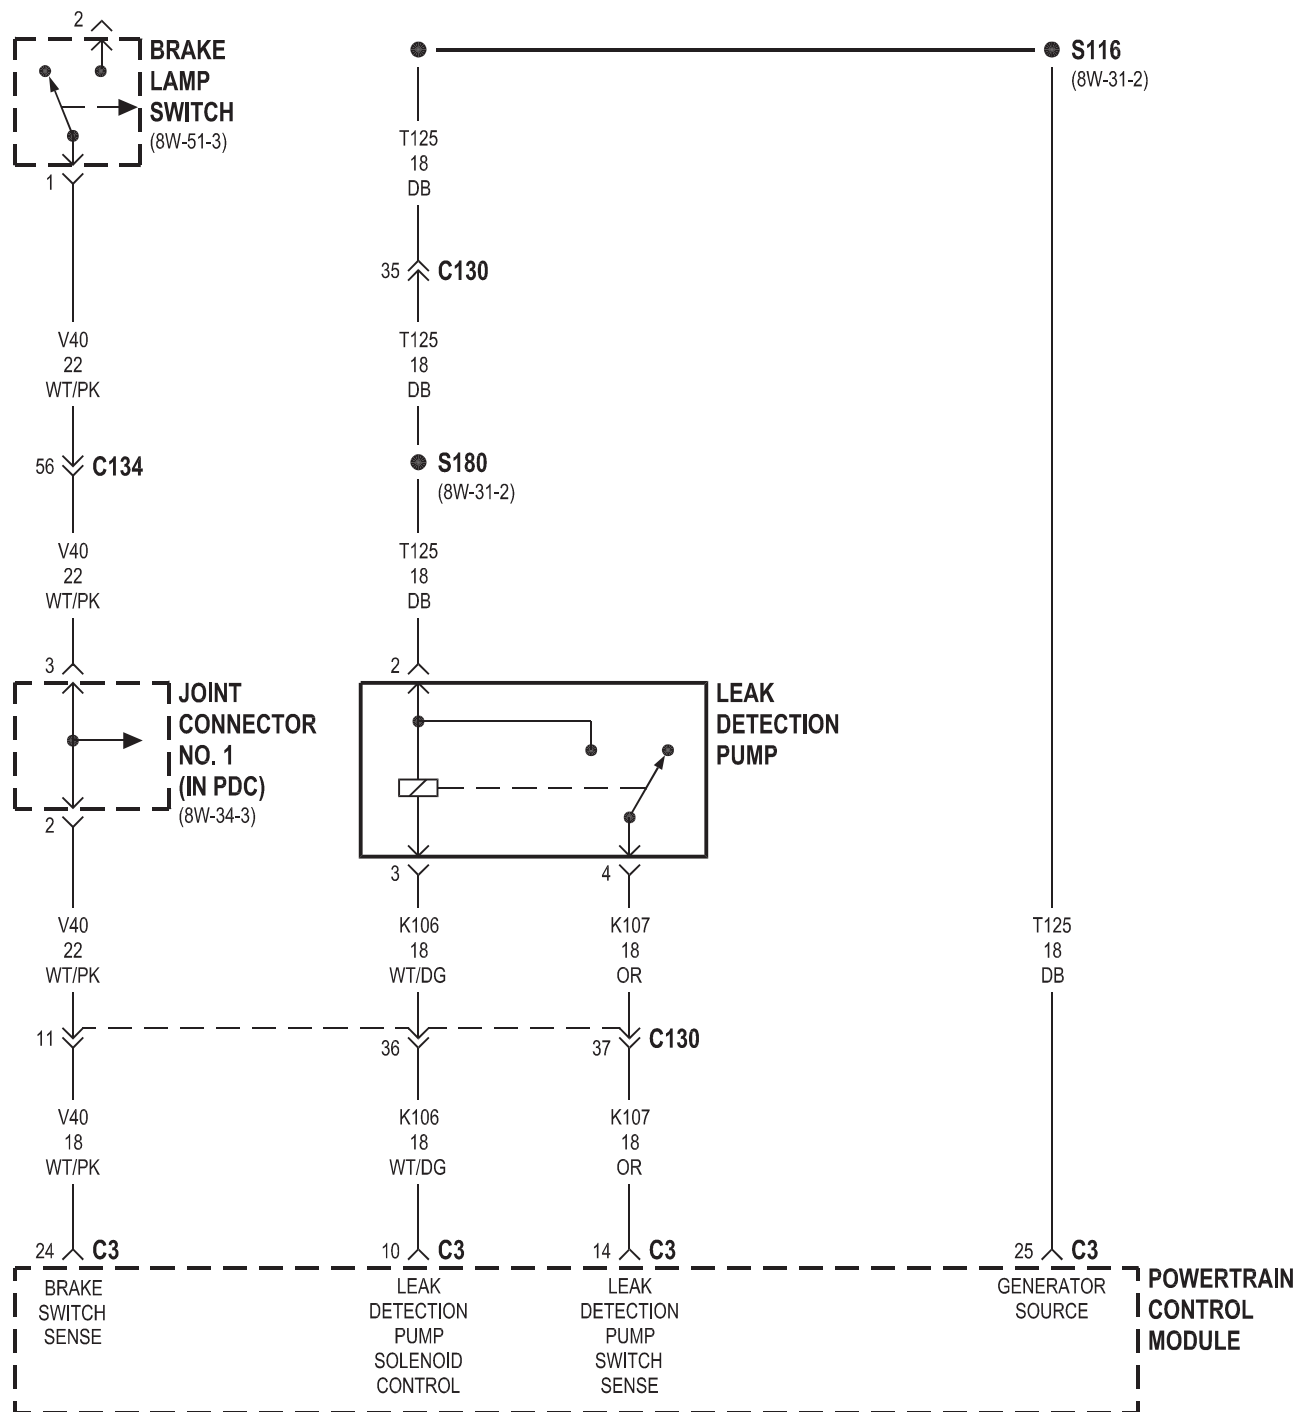 2
BRAKE
LAMP
SWITCH
(8W-51-3)
1
S116
(8W-31-2)
T125
18
DB
35
C130
V40
22
WT/PK
T125
18
DB
56
C134
S180
(8W-31-2)
V40
22
WT/PK
T125
18
DB
3
JOINT
CONNECTOR
NO. 1
(IN PDC)
(8W-34-3)
2
2
LEAK
DETECTION
PUMP
3
4
V40
22
WT/PK
K106
18
WT/DG
K107
18
OR
T125
18
DB
11
36
37
C130
V40
18
WT/PK
K106
18
WT/DG
K107
18
OR
24
C3
10
C3
14
C3
25
C3
BRAKE
SWITCH
SENSE
LEAK
DETECTION
PUMP
SOLENOID
CONTROL
LEAK
DETECTION
PUMP
SWITCH
SENSE
GENERATOR
SOURCE
POWERTRAIN
CONTROL
MODULE